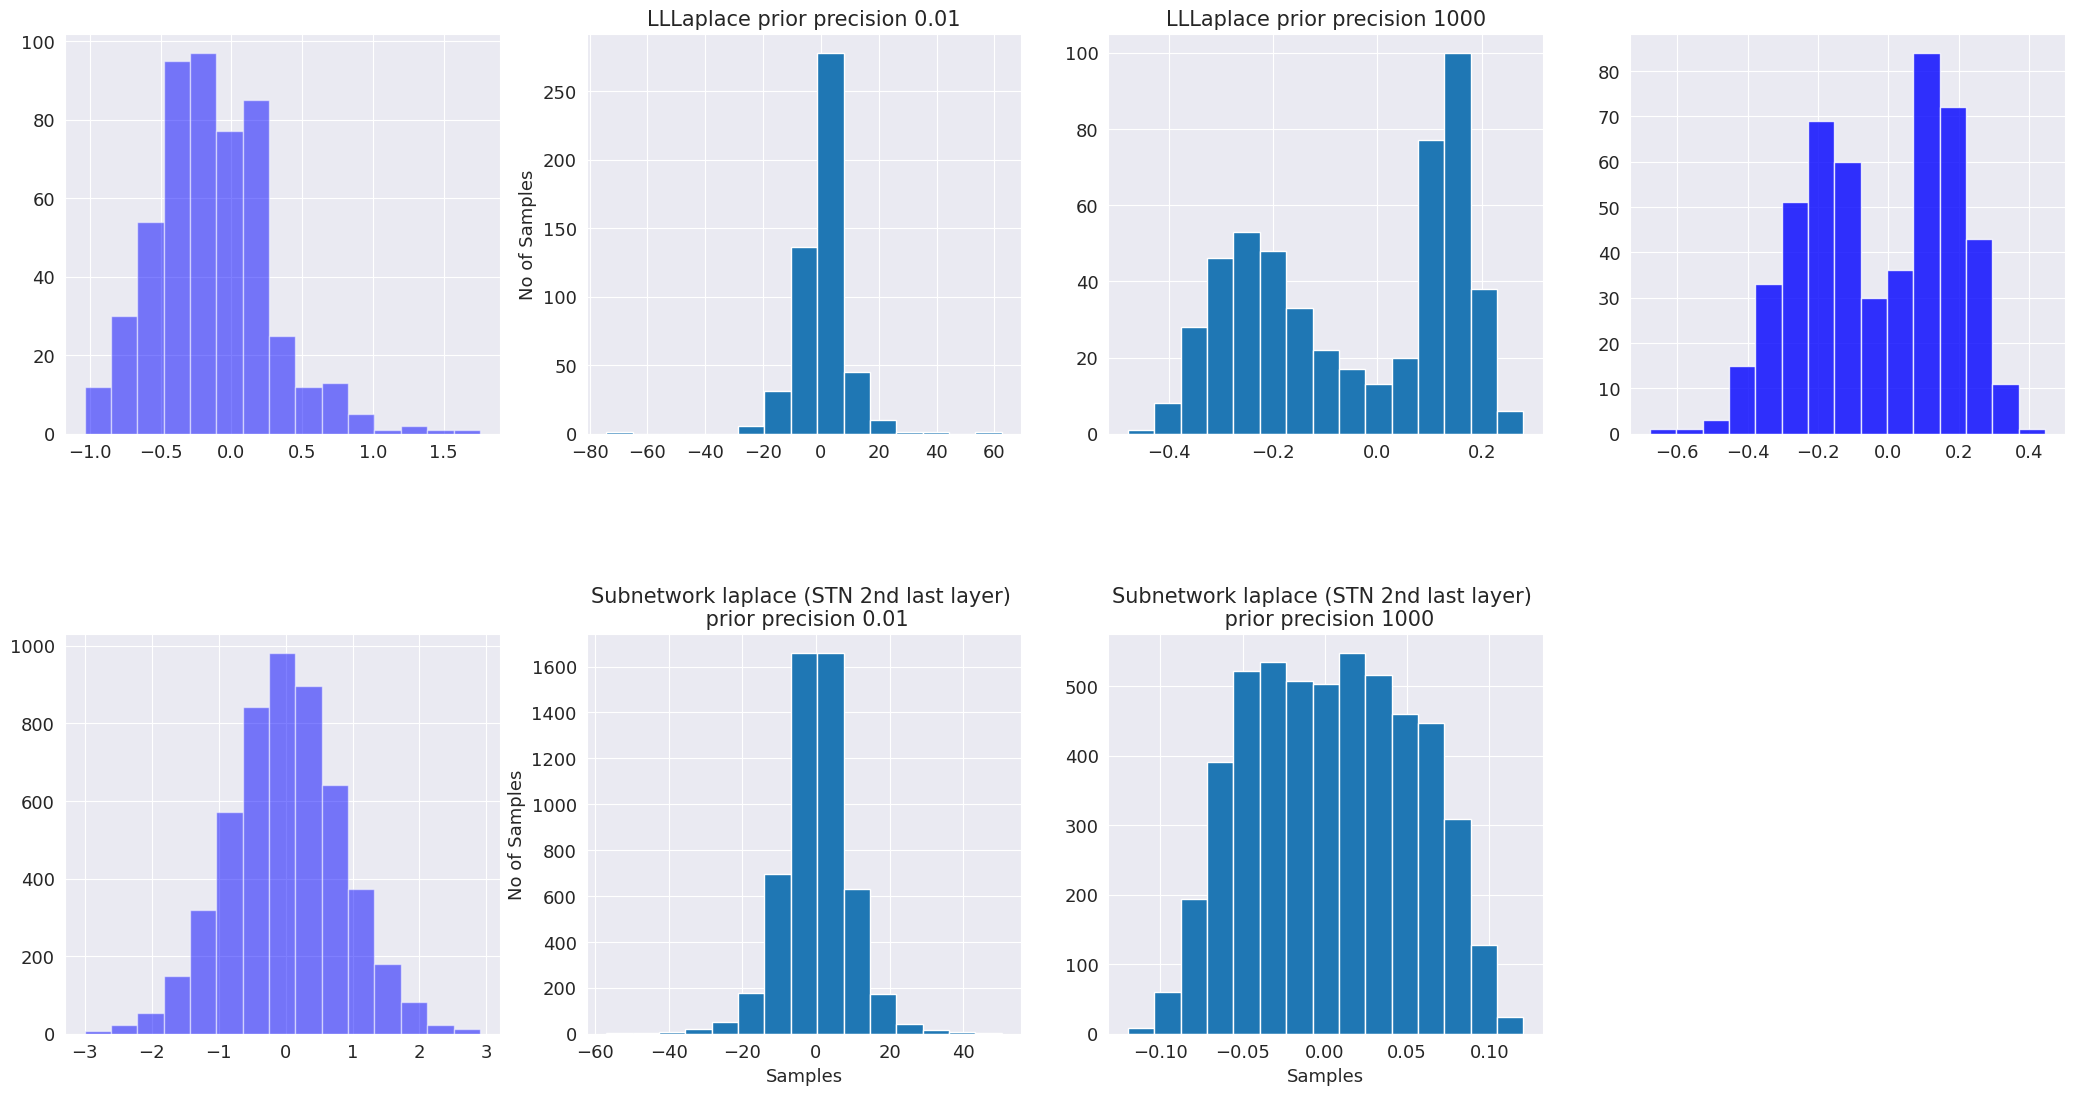 LLLaplace prior precision 0.01
LLLaplace prior precision 1000
100
80
60
40
20
0
−1.0 −0.5 0.0 0.5 1.0 1.5
No of Samples
250
200
150
100
50
0
−80 −60 −40 −20 0 20 40 60
100
80
60
40
20
0
−0.4 −0.2 0.0 0.2
80
70
60
50
40
30
20
10
0
−0.6 −0.4 −0.2 0.0 0.2 0.4
Subnetwork laplace (STN 2nd last layer)
prior precision 0.01
Subnetwork laplace (STN 2nd last layer)
prior precision 1000
1000
800
600
400
200
0
−3 −2 −1 0 1 2 3
No of Samples
1600
1400
1200
1000
800
600
400
200
0
−60 −40 −20 0 20 40
Samples
500
400
300
200
100
0
−0.10 −0.05 0.00 0.05 0.10
Samples